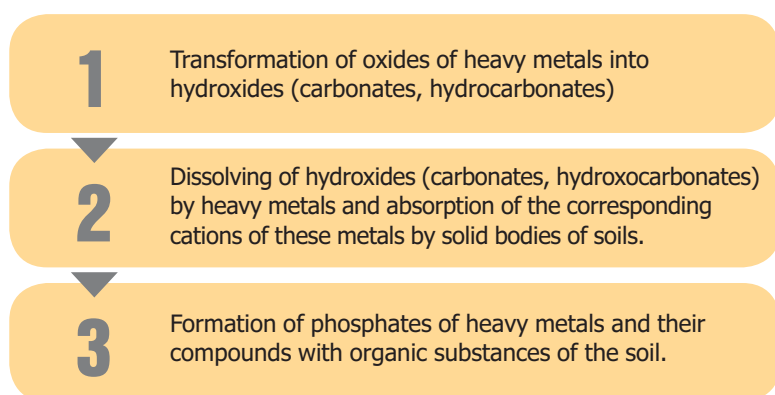 1
Transformation of oxides of heavy metals into
hydroxides (carbonates, hydrocarbonates)
2
Dissolving of hydroxides (carbonates, hydroxocarbonates)
by heavy metals and absorption of the corresponding
cations of these metals by solid bodies of soils.
3
Formation of phosphates of heavy metals and their
compounds with organic substances of the soil.